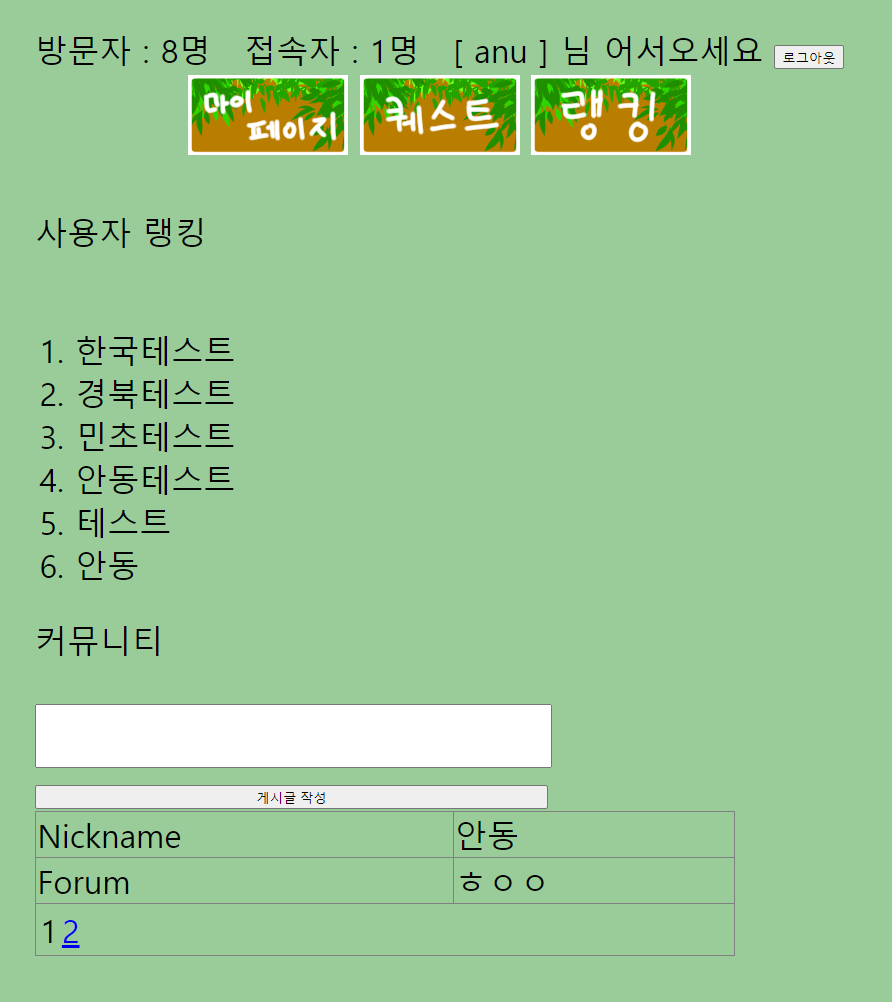 방문자 : 8명 접속자 : 1명 [ anu ] 님 어서오세요 로그아웃
마이 페이지 퀘스트 랭킹
사용자 랭킹
1. 한국테스트
2. 경북테스트
3. 민초테스트
4. 안동테스트
5. 테스트
6. 안동
커뮤니티
게시글 작성
Nickname 안동
Forum ㅎㅇㅇ
1 2